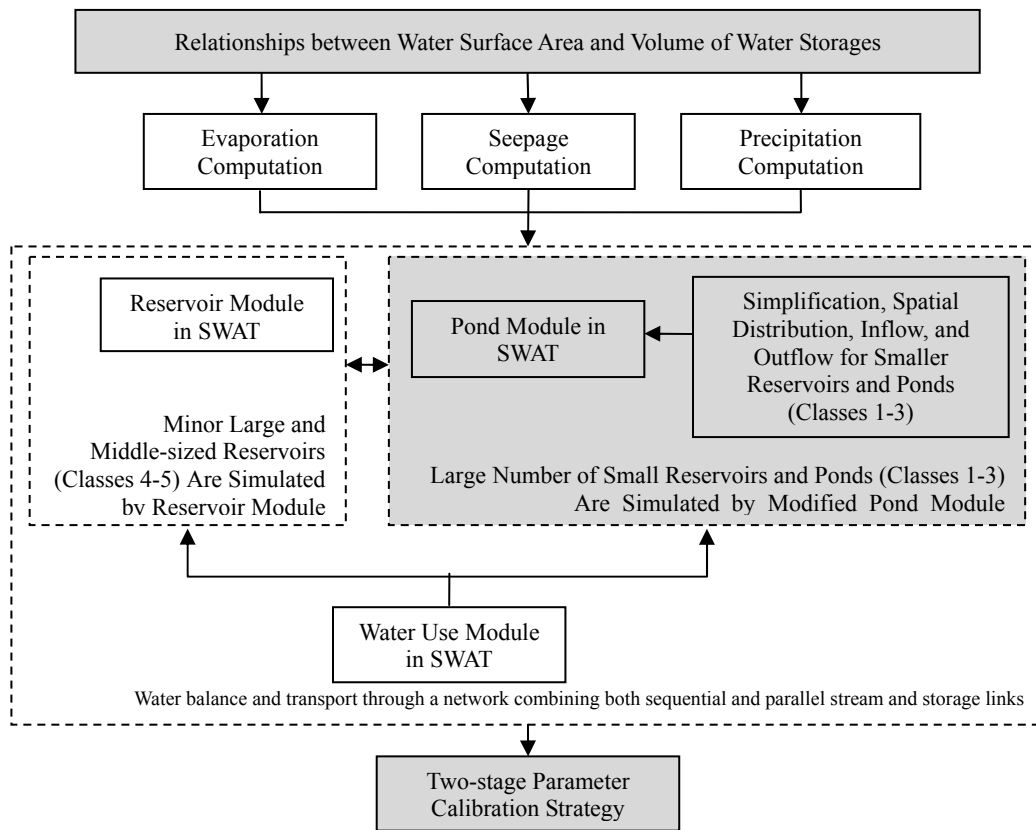 Relationships between Water Surface Area and Volume of Water Storages
Evaporation
Computation
Seepage
Computation
Precipitation
Computation
Reservoir Module
in SWAT
Minor Large and
Middle-sized Reservoirs
(Classes 4-5) Are Simulated
by Reservoir Module
Pond Module in
SWAT
Simplification, Spatial
Distribution, Inflow, and
Outflow for Smaller
Reservoirs and Ponds
(Classes 1-3)
Large Number of Small Reservoirs and Ponds (Classes 1-3)
Are Simulated by Modified Pond Module
Water Use Module
in SWAT
Water balance and transport through a network combining both sequential and parallel stream and storage links
Two-stage Parameter
Calibration Strategy